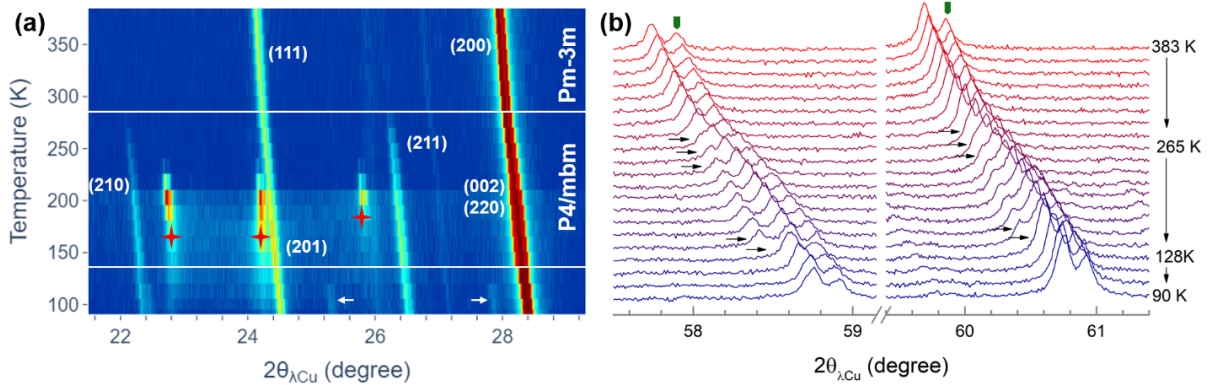 (a)
350
300
250
200
150
100
Temperature (K)
(111)
(200)
(211)
(210)
(002)
(220)
(201)
Pm-3m
P4/mbm
22
24
26
28
2θλCu (degree)
(b)
383 K
265 K
128K
90 K
58
59
60
61
2θλCu (degree)